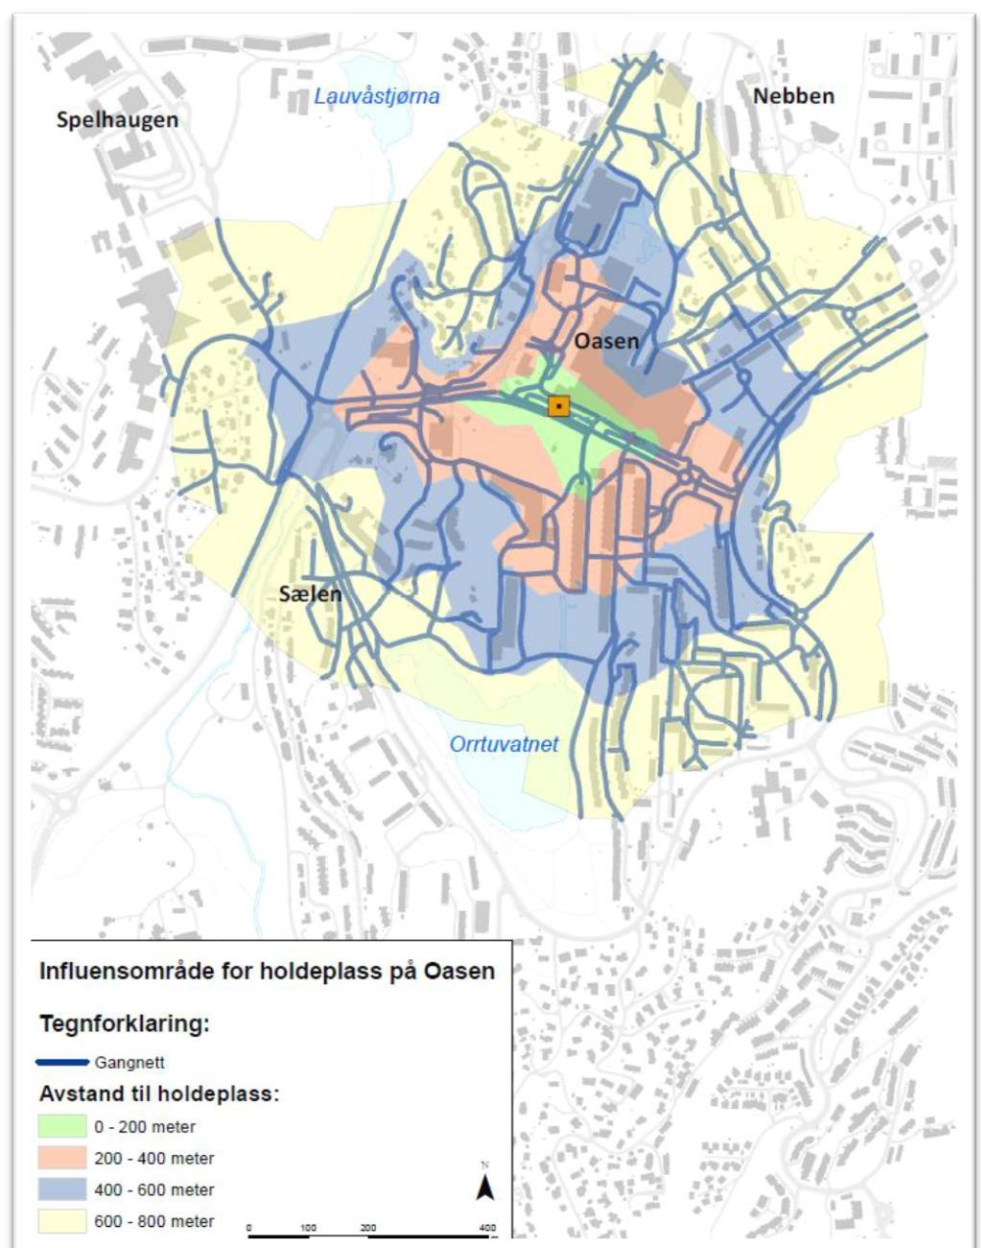 Lauvåstjørna
Nebben
Spelhaugen
Oasen
Sælen
Orrtuvatnet
Influensområde for holdeplass på Oasen
Tegnforklaring:
Gangnett
Avstand til holdeplass:
0 - 200 meter
200 - 400 meter
400 - 600 meter
600 - 800 meter
N
0 100 200 400